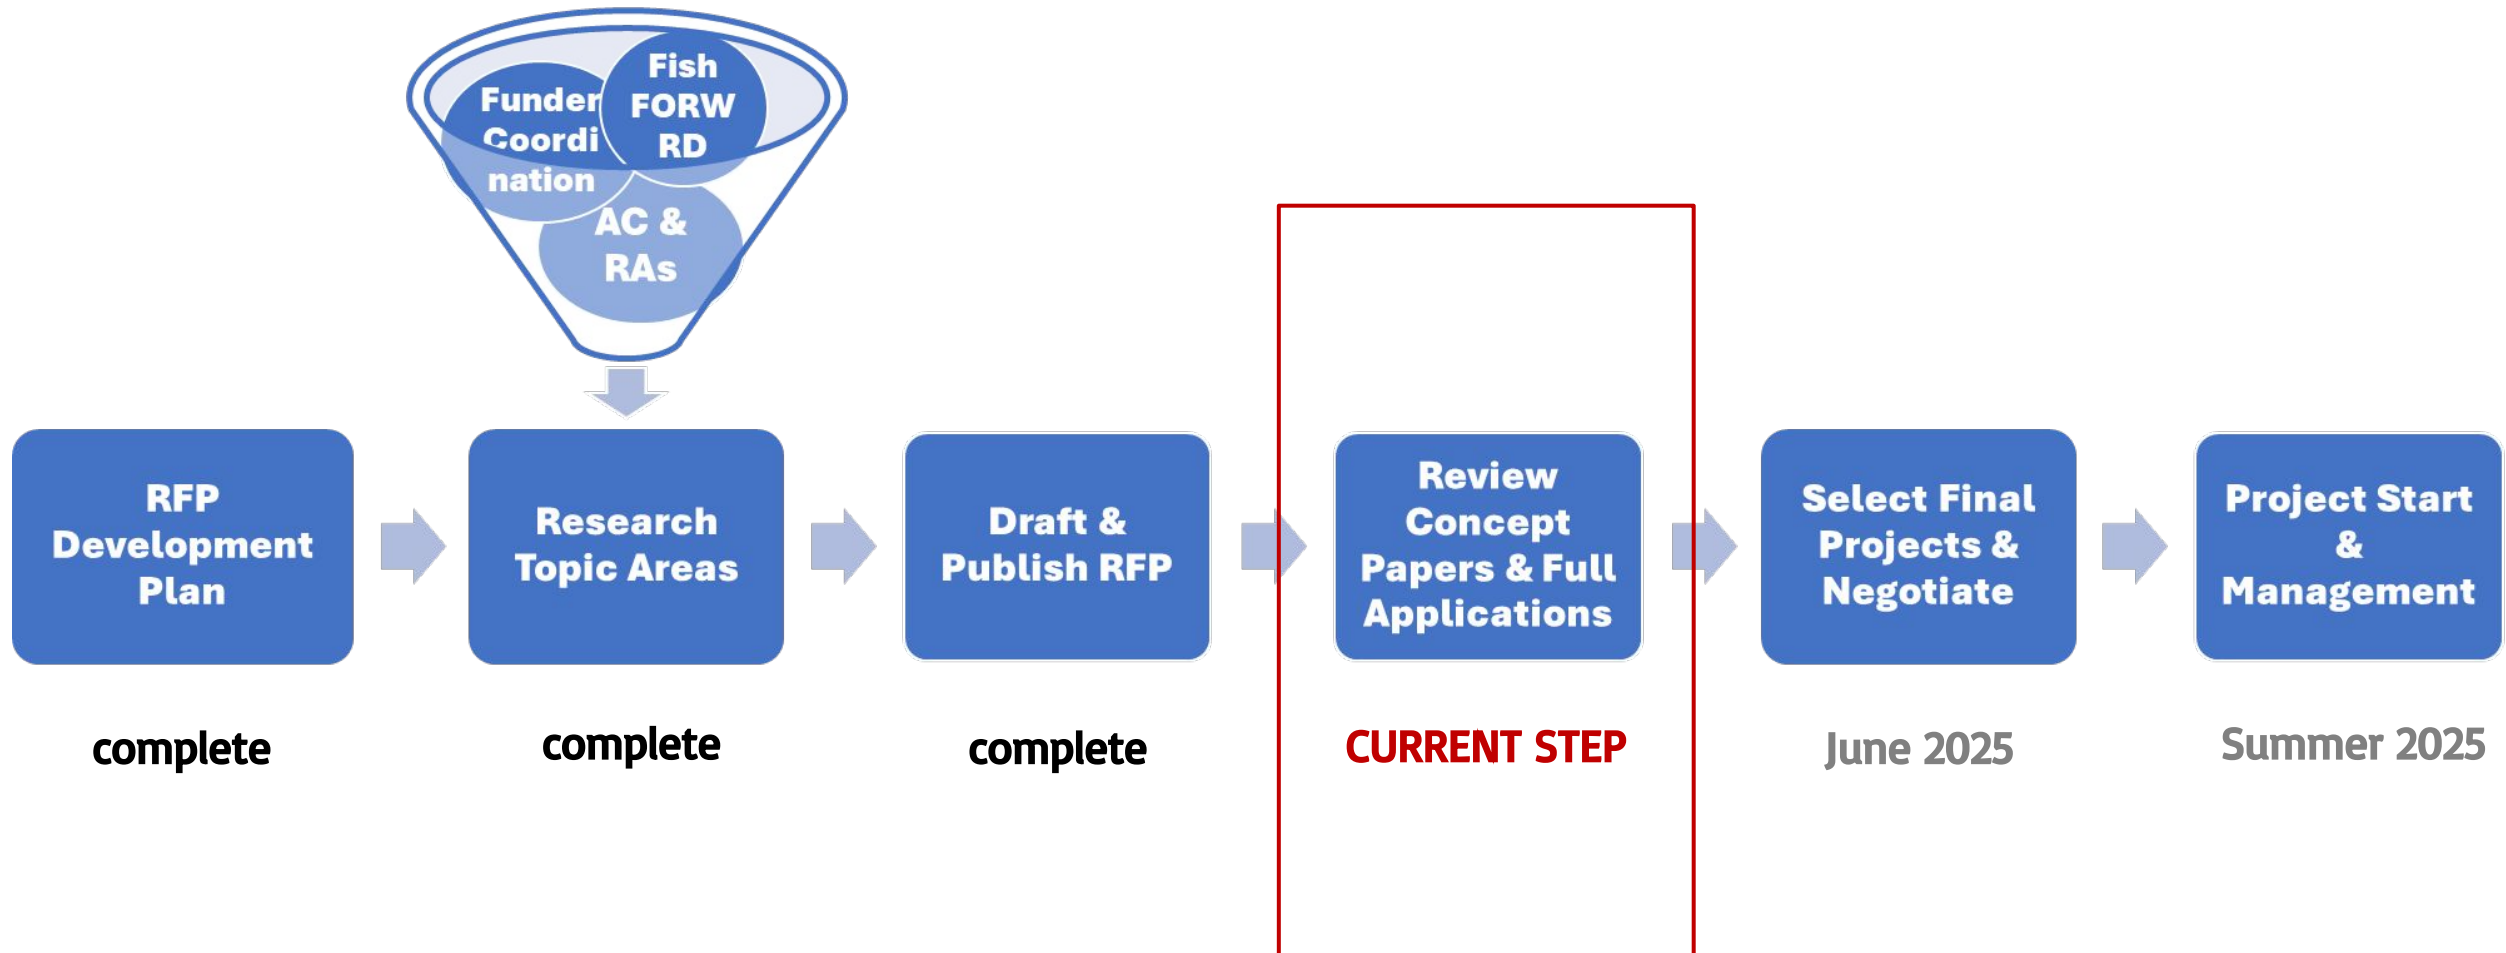 Fish
FORW
RD
Funder
Coordi
nation
AC &
RAs
RFP
Development
Plan
Research
Topic Areas
Draft &
Publish RFP
Review
Concept
Papers & Full
Applications
Select Final
Projects &
Negotiate
Project Start
&
Management
complete
complete
complete
CURRENT STEP
June 2025
Summer 2025